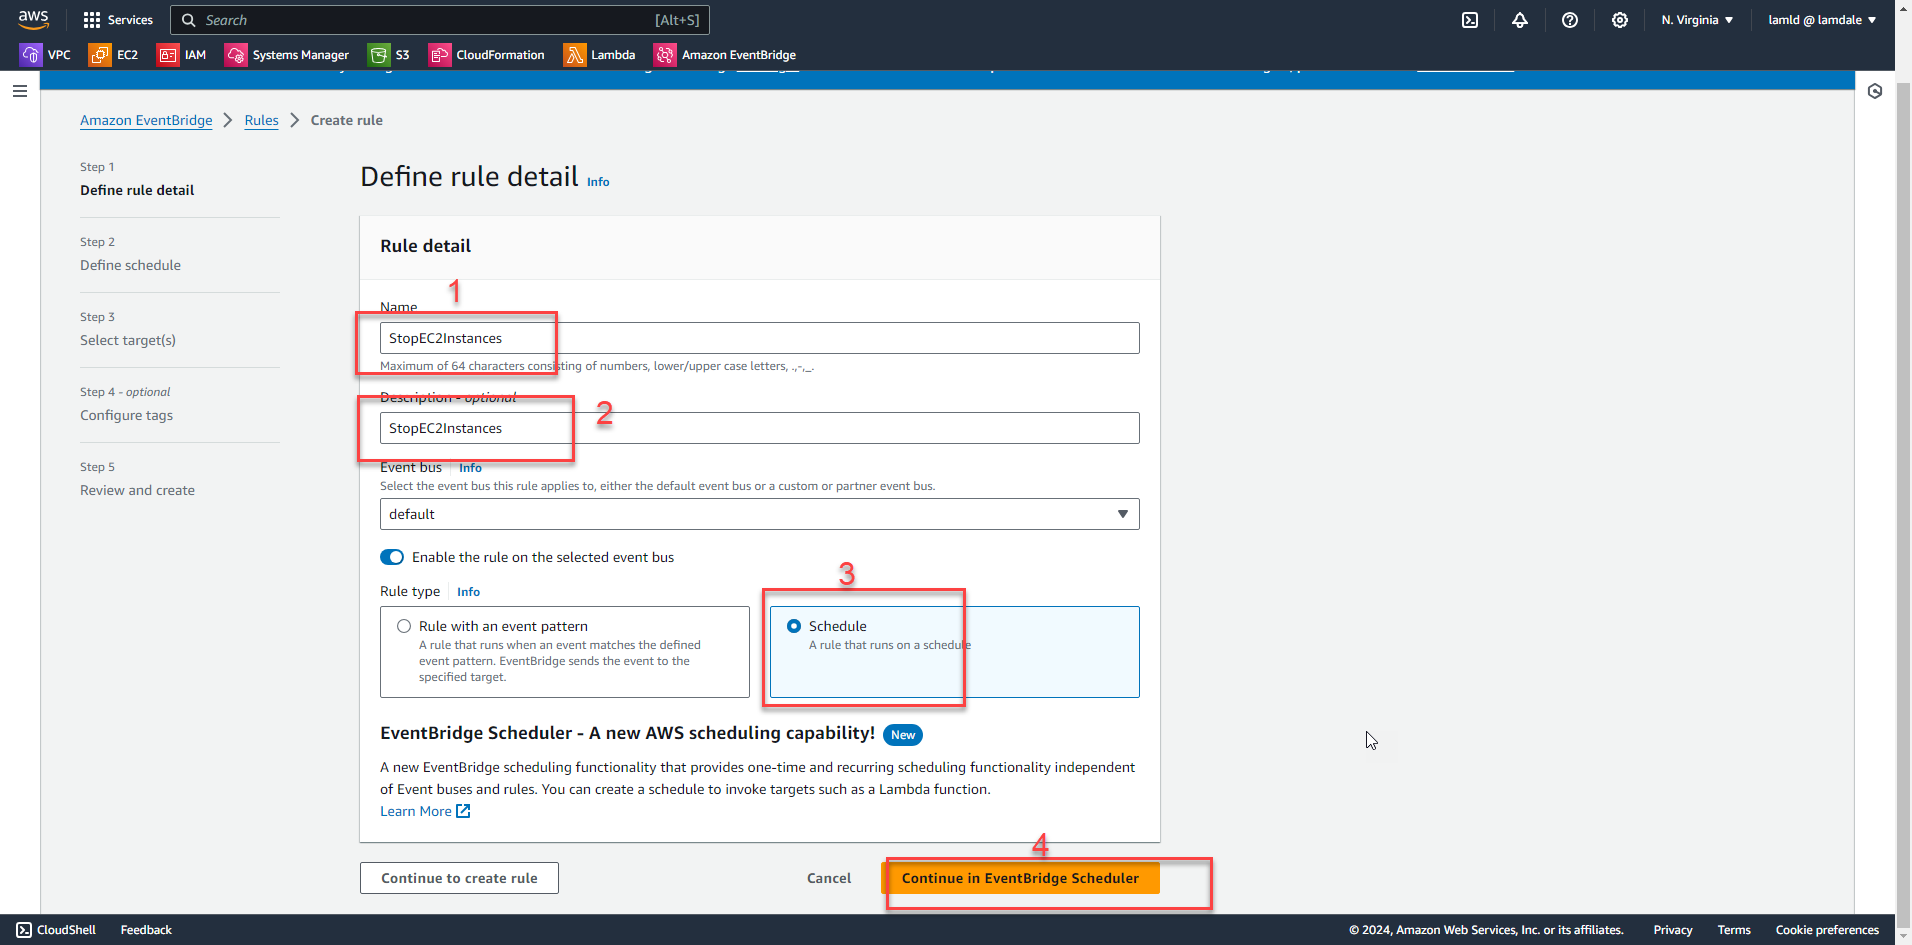 aws
Services
Search
[Alt+S]
N. Virginia
lamld @ lamdale
VPC
EC2
IAM
Systems Manager
S3
CloudFormation
Lambda
Amazon EventBridge
Amazon EventBridge
Rules
Create rule
Step 1
Define rule detail
Step 2
Define schedule
Step 3
Select target(s)
Step 4 - optional
Configure tags
Step 5
Review and create
Define rule detail Info
Rule detail
1
Name
StopEC2Instances
Maximum of 64 characters consisting of numbers, lower/upper case letters, .,-,_.
Description - optional
2
StopEC2Instances
Event bus Info
Select the event bus this rule applies to, either the default event bus or a custom or partner event bus.
default
Enable the rule on the selected event bus
3
Rule type Info
Rule with an event pattern
A rule that runs when an event matches the defined
event pattern. EventBridge sends the event to the
specified target.
Schedule
A rule that runs on a schedule
EventBridge Scheduler - A new AWS scheduling capability! New
A new EventBridge scheduling functionality that provides one-time and recurring scheduling functionality independent
of Event buses and rules. You can create a schedule to invoke targets such as a Lambda function.
Learn More
4
Continue to create rule
Cancel
Continue in EventBridge Scheduler
CloudShell
Feedback
© 2024, Amazon Web Services, Inc. or its affiliates.
Privacy
Terms
Cookie preferences